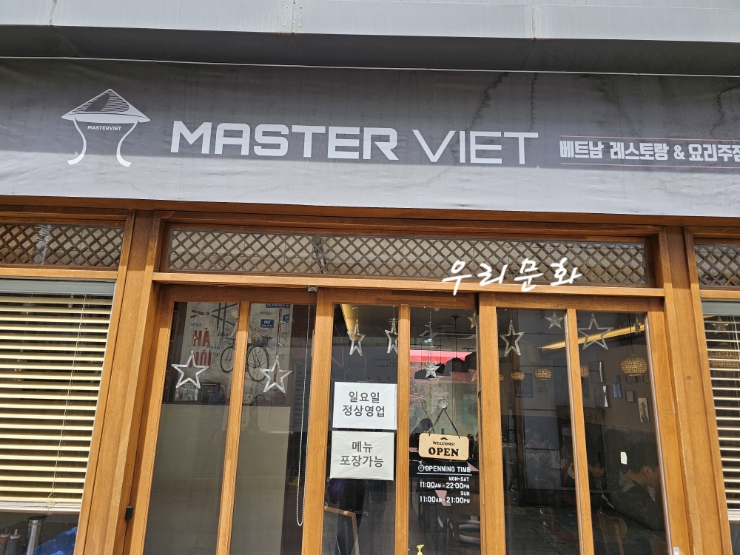 MASTERVIET
MASTER VIET
베트남 레스토랑 & 요리주점
우리문화
일요일
정상영업
메뉴
포장가능
WELCOME!
OPEN
OPENNING TIME
MON-SAT
11:00AM-22:00PM
SUN
11:00AM-21:00PM